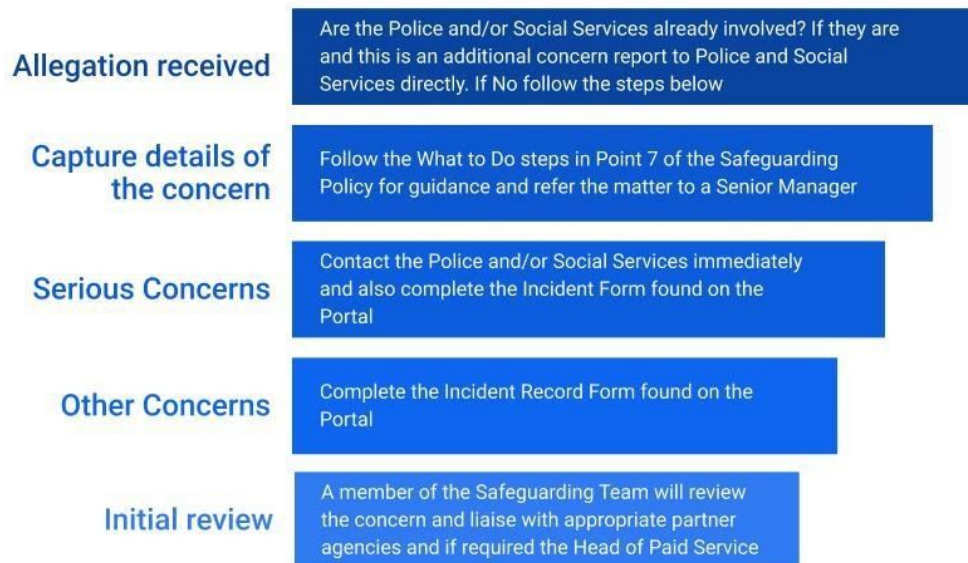 Allegation received
Are the Police and/or Social Services already involved? If they are
and this is an additional concern report to Police and Social
Services directly. If No follow the steps below
Capture details of
the concern
Follow the What to Do steps in Point 7 of the Safeguarding
Policy for guidance and refer the matter to a Senior Manager
Serious Concerns
Contact the Police and/or Social Services immediately
and also complete the Incident Form found on the
Portal
Other Concerns
Complete the Incident Record Form found on the
Portal
Initial review
A member of the Safeguarding Team will review
the concern and liaise with appropriate partner
agencies and if required the Head of Paid Service